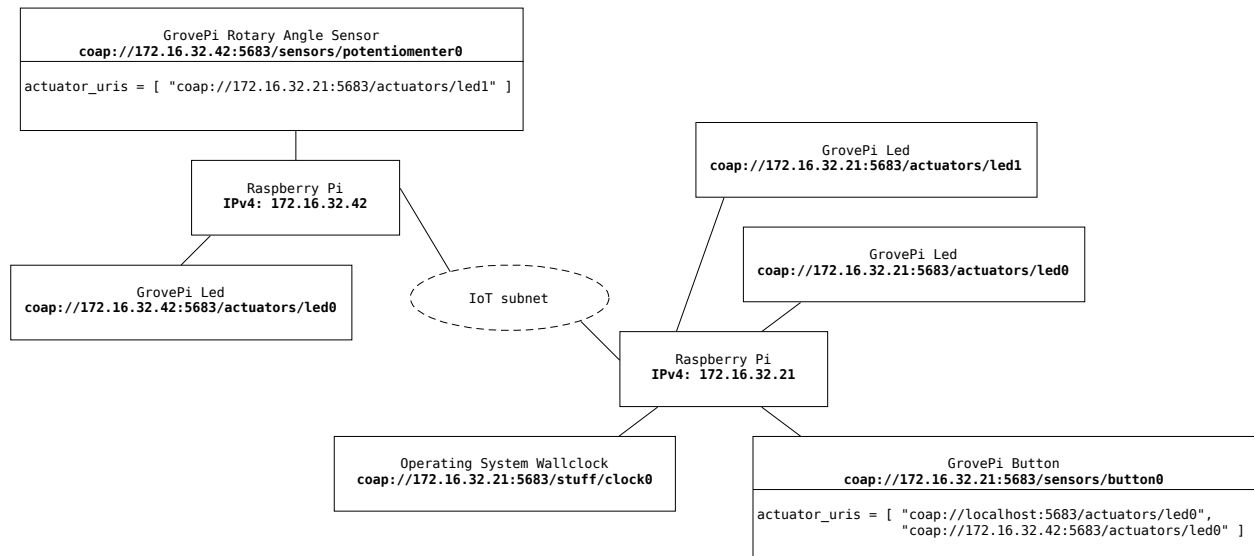 GrovePi Rotary Angle Sensor
coap://172.16.32.42:5683/sensors/potentiomenter0
actuator_uris = [ "coap://172.16.32.21:5683/actuators/led1" ]
Raspberry Pi
IPv4: 172.16.32.42
GrovePi Led
coap://172.16.32.42:5683/actuators/led0
IoT subnet
GrovePi Led
coap://172.16.32.21:5683/actuators/led1
GrovePi Led
coap://172.16.32.21:5683/actuators/led0
Raspberry Pi
IPv4: 172.16.32.21
Operating System Wallclock
coap://172.16.32.21:5683/stuff/clock0
GrovePi Button
coap://172.16.32.21:5683/sensors/button0
actuator_uris = [ "coap://localhost:5683/actuators/led0",
"coap://172.16.32.42:5683/actuators/led0" ]